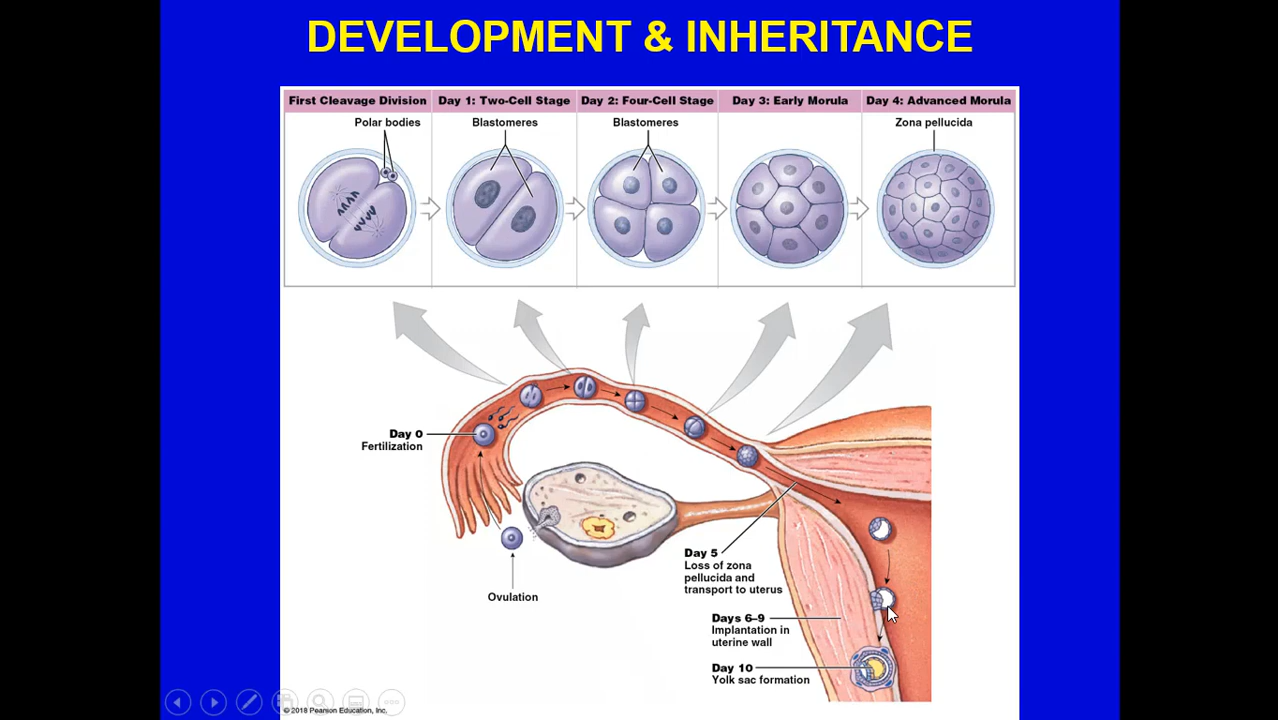 DEVELOPMENT & INHERITANCE
First Cleavage Division
Day 1: Two-Cell Stage
Day 2: Four-Cell Stage
Day 3: Early Morula
Day 4: Advanced Morula
Polar bodies
Blastomeres
Blastomeres
Zona pellucida
Day 0
Fertilization
Ovulation
Day 5
Loss of zona
pellucida and
transport to uterus
Days 6–9
Implantation in
uterine wall
Day 10
Yolk sac formation
© 2018 Pearson Education, Inc.